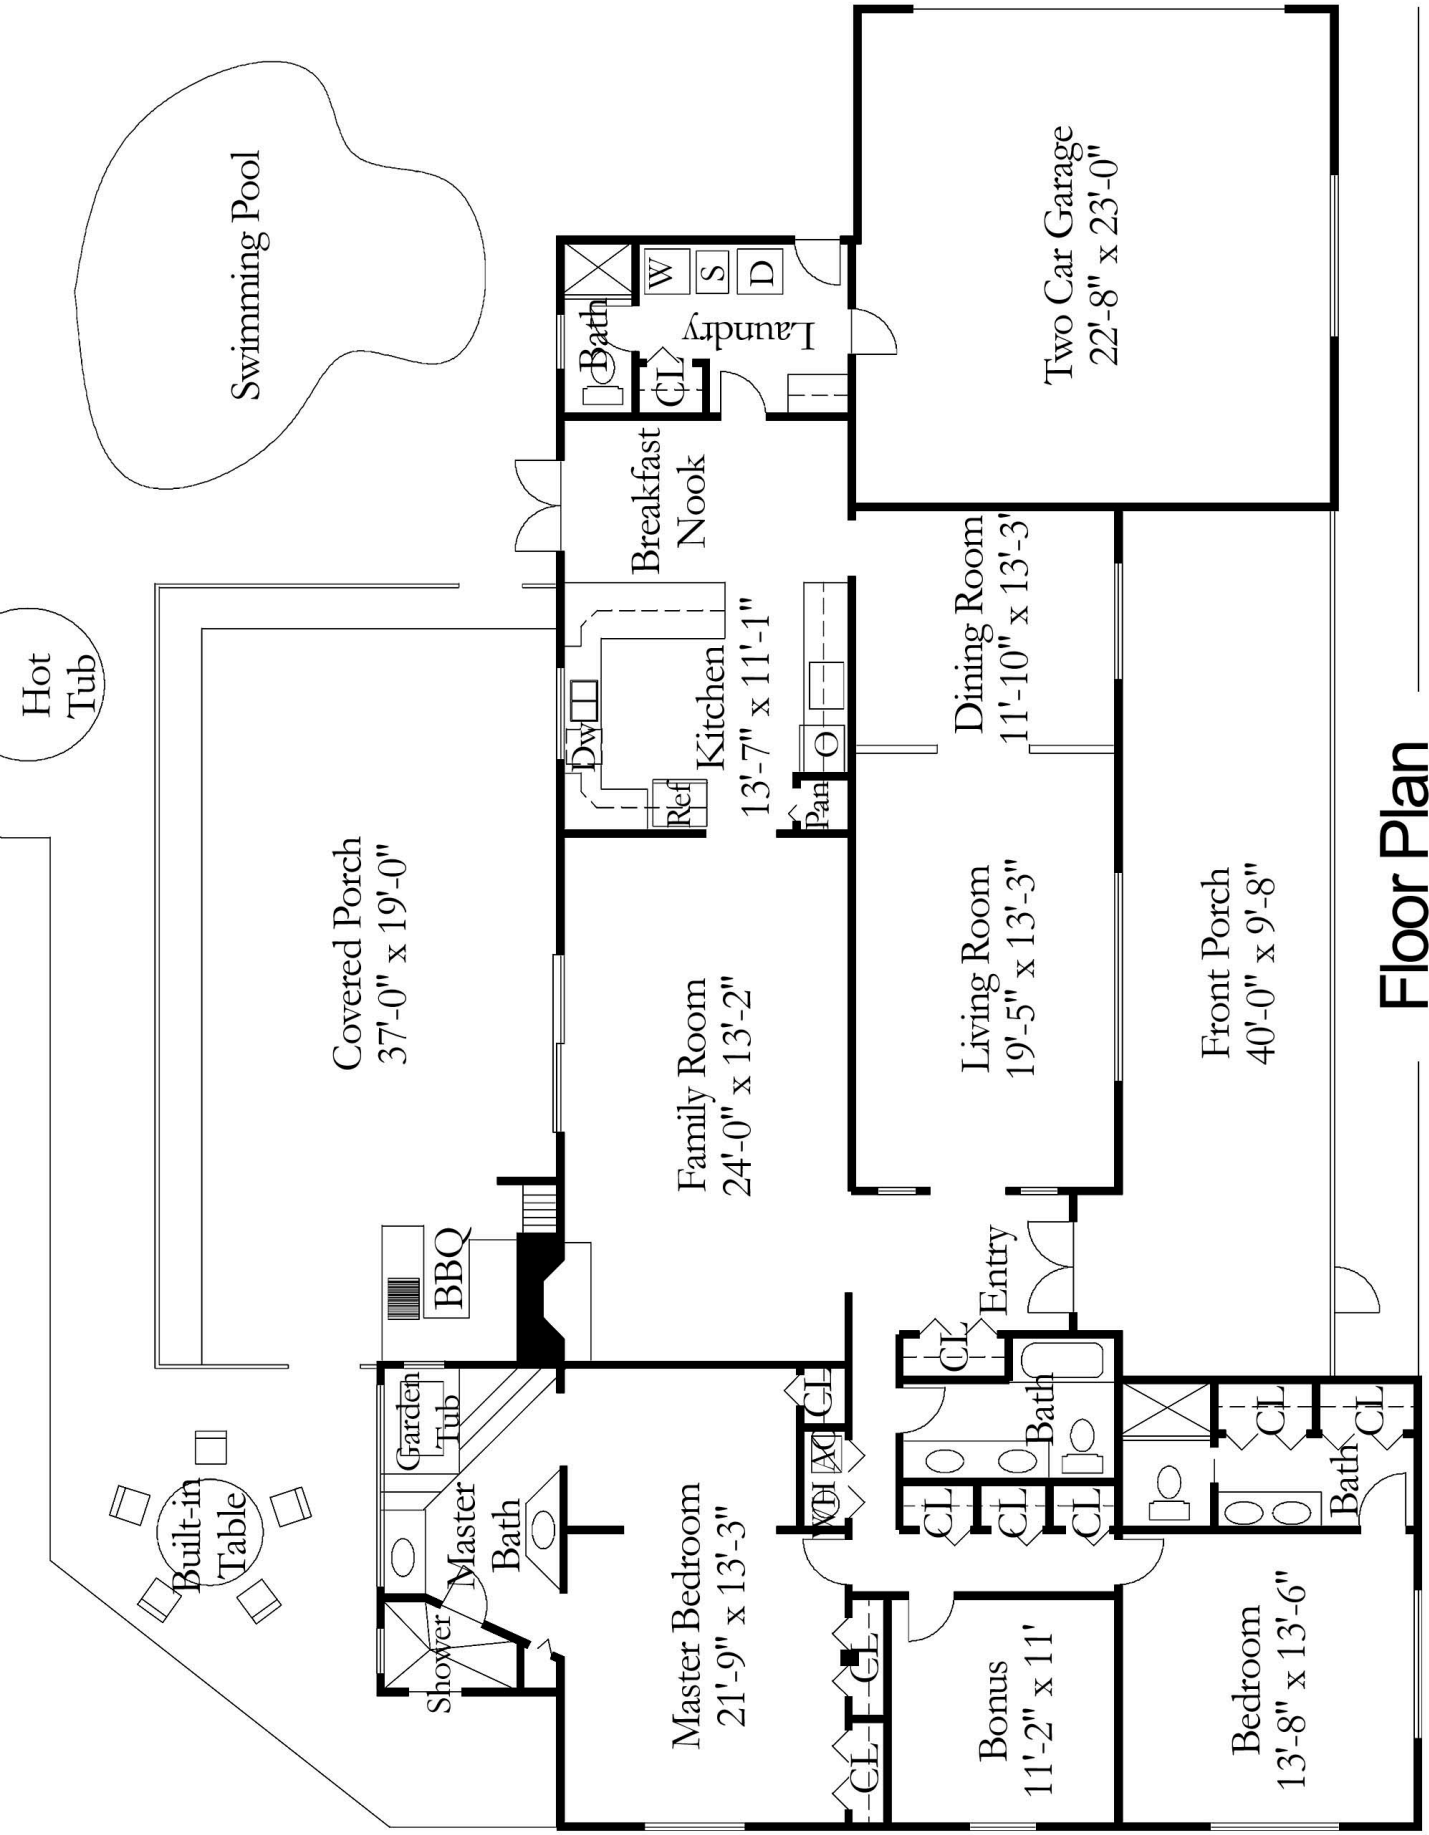 Hot
Tub
Swimming Pool
Covered Porch
37'-0" x 19'-0"
Built-in
Table
BBQ
Garden
Tub
Master
Bath
Shower
Bath
W
S
D
Laundry
CL
Breakfast
Nook
Dw
Kitchen
13'-7" x 11'-1"
Ref
O
Pan
Family Room
24'-0" x 13'-2"
Master Bedroom
21'-9" x 13'-3"
CL
AC
WH
CL
CL
Two Car Garage
22'-8" x 23'-0"
Dining Room
11'-10" x 13'-3"
Living Room
19'-5" x 13'-3"
Entry
CL
Bath
CL
CL
CL
Bonus
11'-2" x 11'
Front Porch
40'-0" x 9'-8"
CL
CL
Bath
Bedroom
13'-8" x 13'-6"
Floor Plan